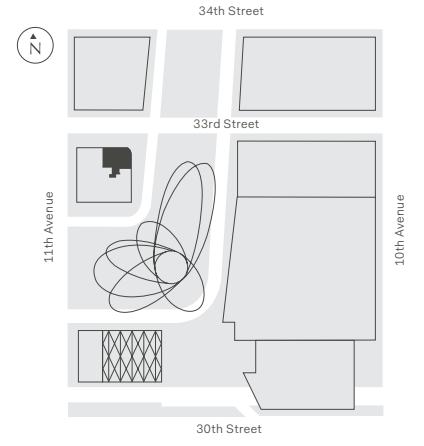 34th Street
N
33rd Street
11th Avenue
10th Avenue
30th Street